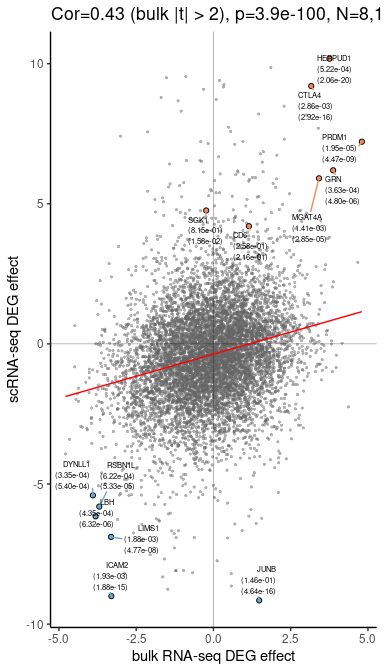 Cor=0.43 (bulk |t| > 2), p=3.9e-100, N=8,1
scRNA-seq DEG effect
10
5
0
-5
-10
HERPUD1
(5.22e-04)
(2.06e-20)
CTLA4
(2.86e-03)
(2.92e-16)
PRDM1
(1.95e-05)
(4.47e-09)
GRN
(3.63e-04)
(4.80e-06)
MGAT4A
(1.41e-03)
(2.85e-05)
SGK1
(8.15e-01)
(1.58e-02)
CD6
(2.58e-01)
(2.16e-01)
DYNLL1
(3.35e-04)
(5.40e-04)
RSBN1L
(6.22e-04)
(5.33e-05)
LBH
(4.35e-04)
(6.32e-06)
LIMS1
(1.88e-03)
(4.77e-08)
ICAM2
(1.93e-03)
(1.88e-15)
JUNB
(1.46e-01)
(4.64e-16)
-5.0
-2.5
0.0
2.5
5.0
bulk RNA-seq DEG effect